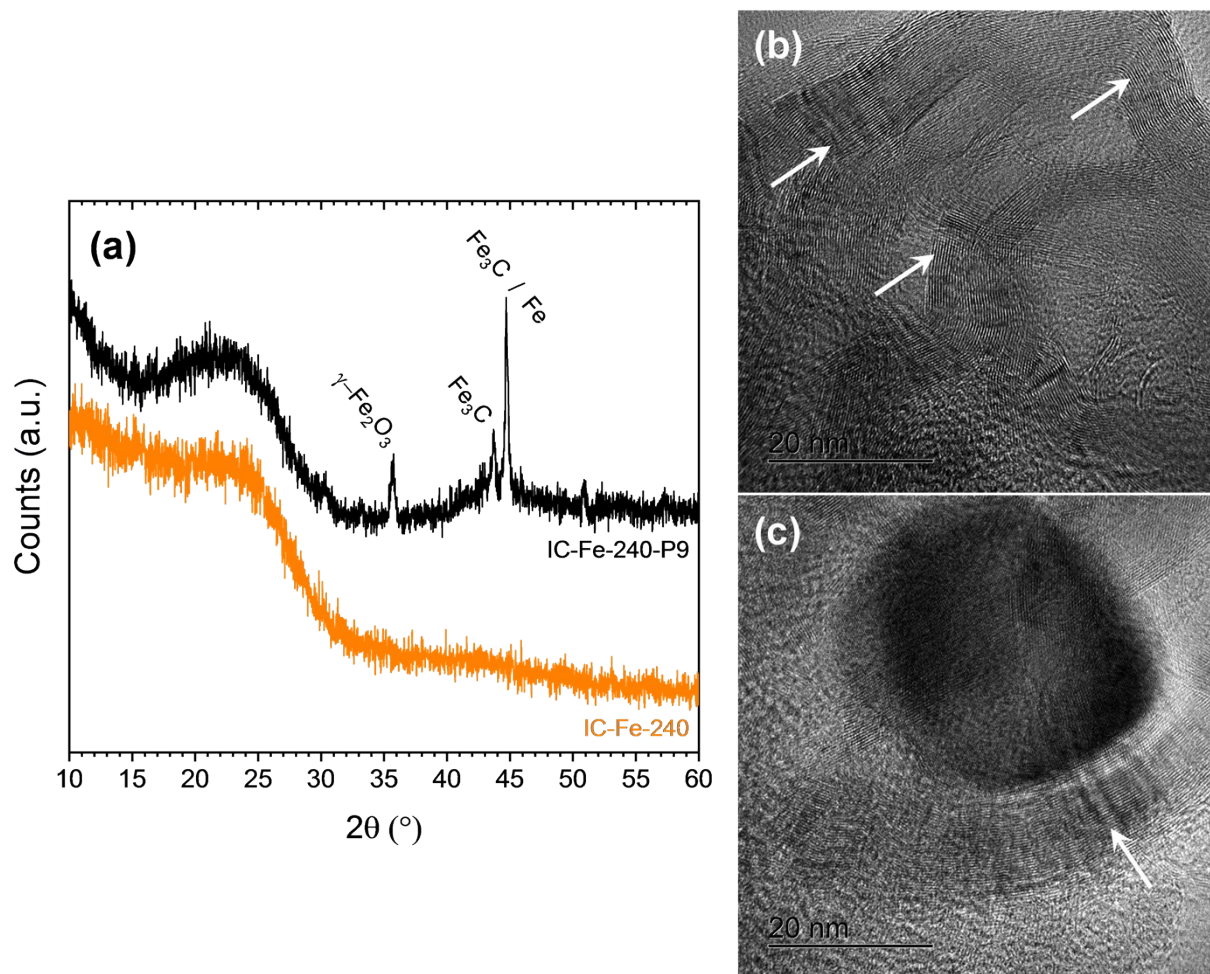 (a)
Fe₃C / Fe
Fe₃C
γ–Fe₂O₃
IC-Fe-240-P9
IC-Fe-240
Counts (a.u.)
10 15 20 25 30 35 40 45 50 55 60
2θ (°)
(b)
20 nm
(c)
20 nm